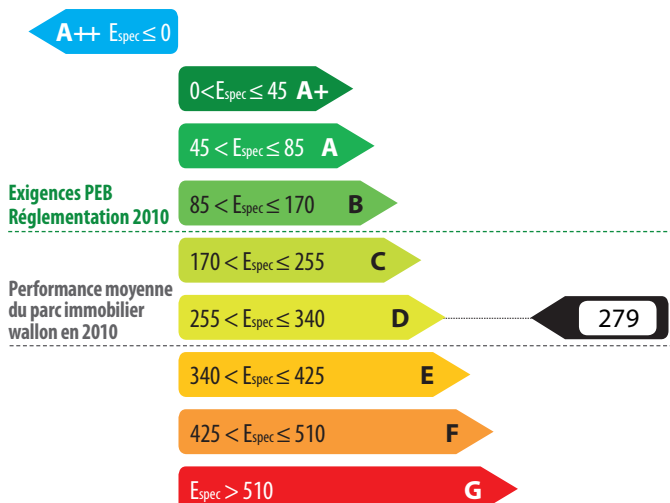 A++ Espec ≤ 0
0<Espec ≤ 45 A+
45 < Espec ≤ 85 A
Exigences PEB
Réglementation 2010
85 < Espec ≤ 170 B
170 < Espec ≤ 255 C
Performance moyenne
du parc immobilier
wallon en 2010
255 < Espec ≤ 340 D
279
340 < Espec ≤ 425 E
425 < Espec ≤ 510 F
Espec > 510 G